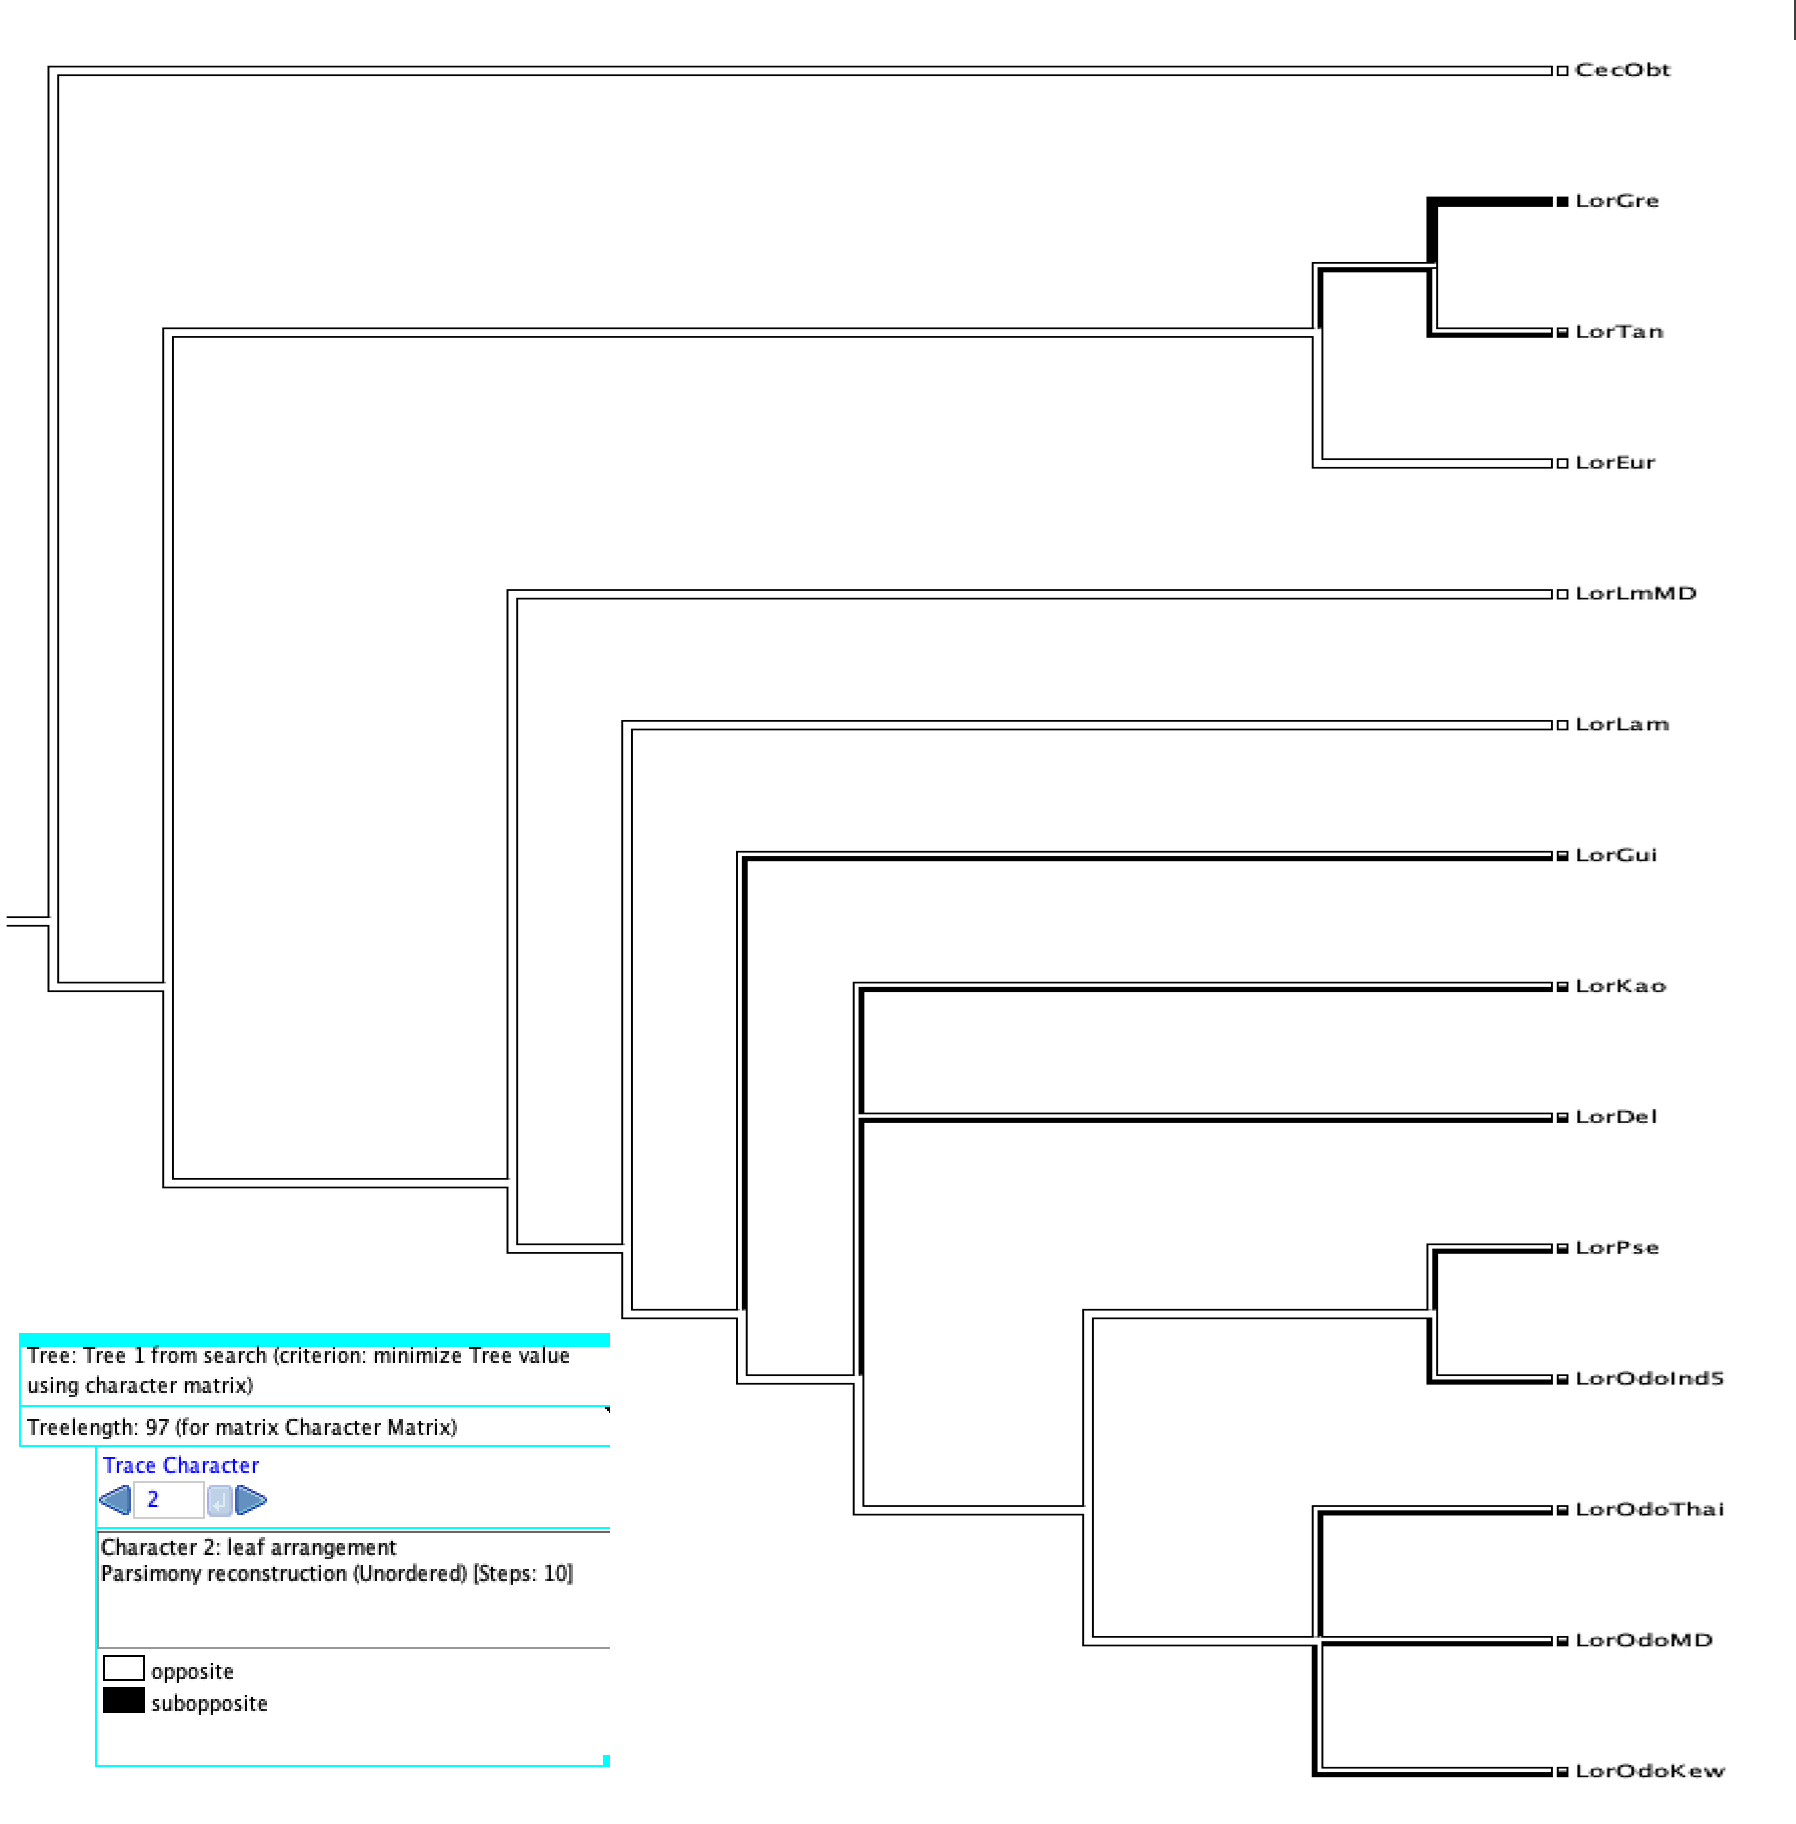 CecObt
LorGre
LorTan
LorEur
LorLmMD
LorLam
LorGui
LorKao
LorDel
LorPse
LorOdoInd5
LorOdoThai
LorOdoMD
LorOdoKew
Tree: Tree 1 from search (criterion: minimize Tree value
using character matrix)
Treelength: 97 (for matrix Character Matrix)
Trace Character
2
Character 2: leaf arrangement
Parsimony reconstruction (Unordered) [Steps: 10]
opposite
subopposite